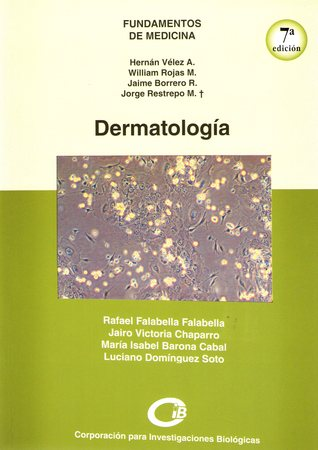 FUNDAMENTOS
DE MEDICINA
7a
edición
Hernán Vélez A.
William Rojas M.
Jaime Borrero R.
Jorge Restrepo M. †
Dermatología
Rafael Falabella Falabella
Jairo Victoria Chaparro
María Isabel Barona Cabal
Luciano Domínguez Soto
CIB
Corporación para Investigaciones Biológicas